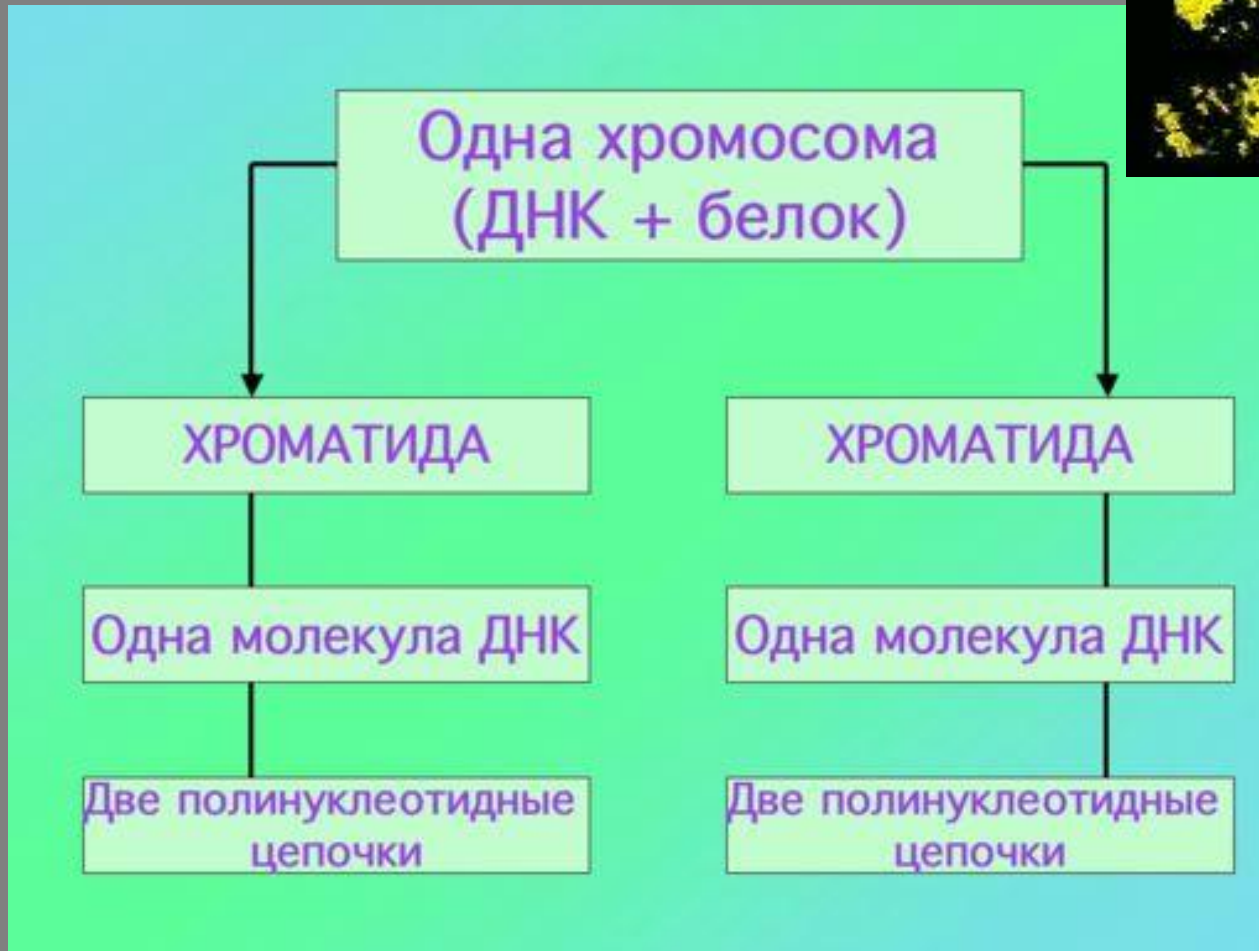 Одна хромосома
(ДНК + белок)
ХРОМАТИДА
ХРОМАТИДА
Одна молекула ДНК
Одна молекула ДНК
Две полинуклеотидные
цепочки
Две полинуклеотидные
цепочки